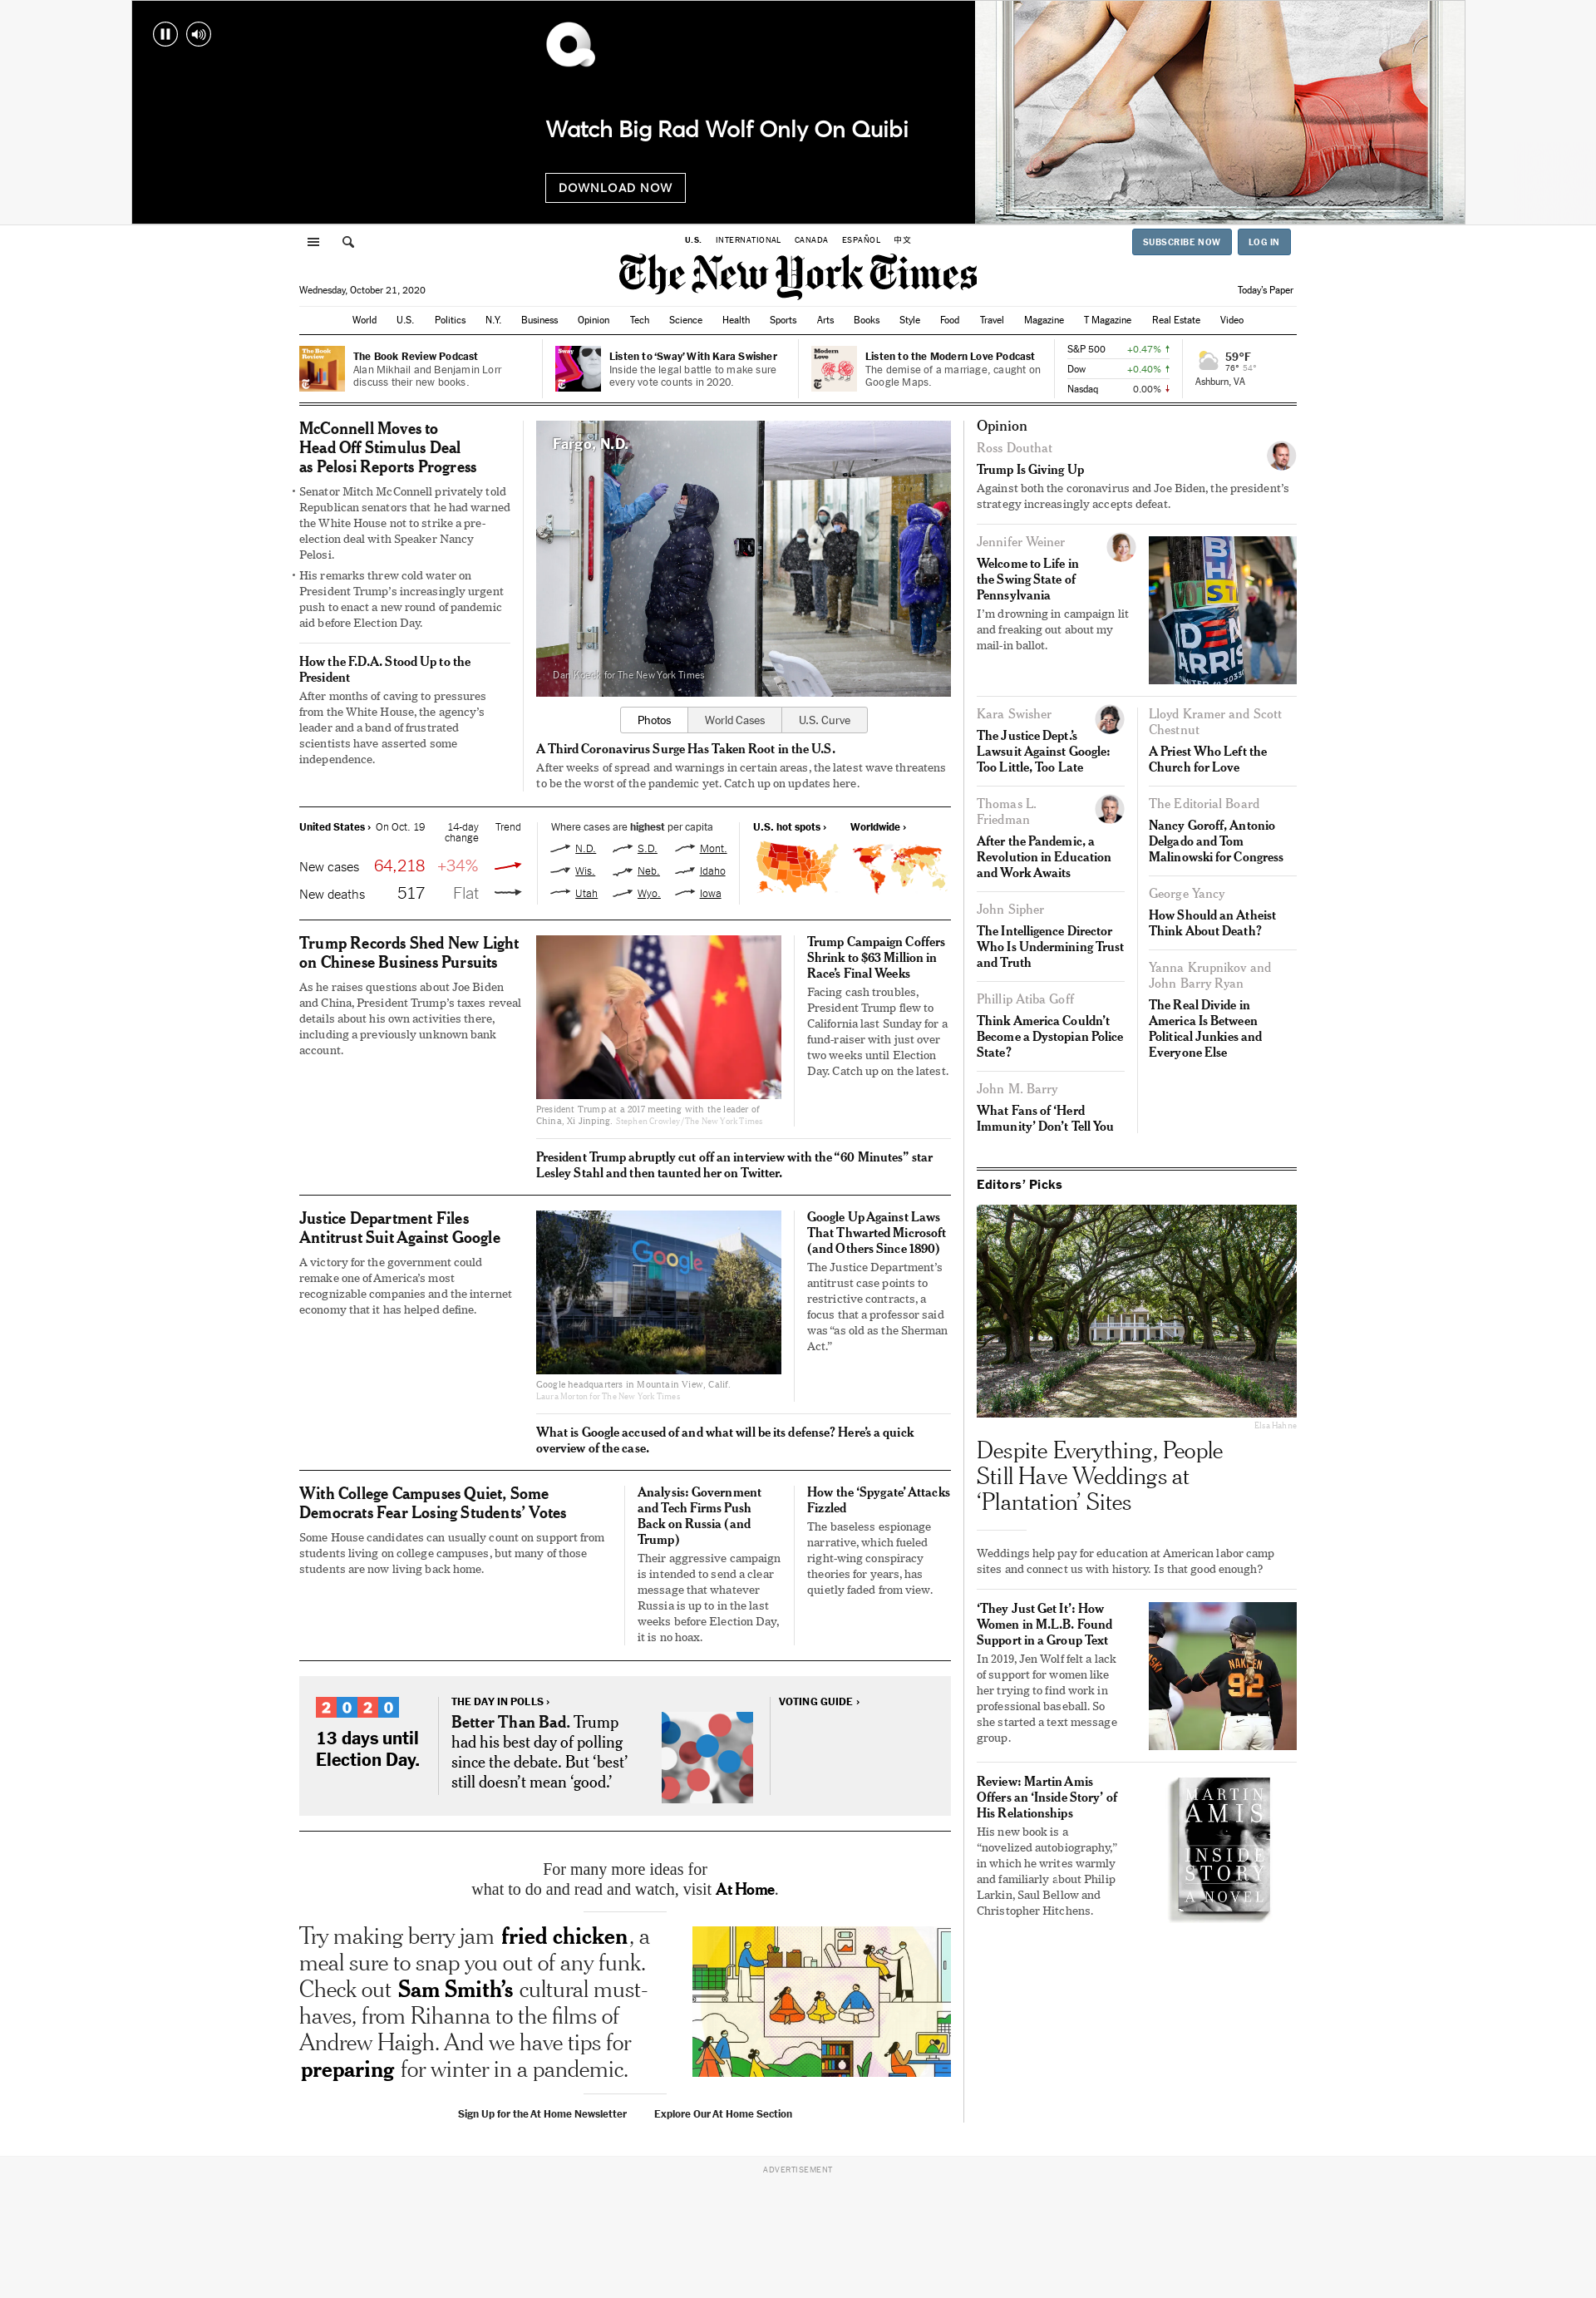 Watch Big Rad Wolf Only On Quibi
DOWNLOAD NOW
U.S.
INTERNATIONAL
CANADA
ESPAÑOL
中文
SUBSCRIBE NOW
LOG IN
The New York Times
Wednesday, October 21, 2020
Today's Paper
World
U.S.
Politics
N.Y.
Business
Opinion
Tech
Science
Health
Sports
Arts
Books
Style
Food
Travel
Magazine
T Magazine
Real Estate
Video
The Book
Review
The Book Review Podcast
Alan Mikhail and Benjamin Lorr
discuss their new books.
Sway
Listen to ‘Sway’ With Kara Swisher
Inside the legal battle to make sure
every vote counts in 2020.
Modern
Love
Listen to the Modern Love Podcast
The demise of a marriage, caught on
Google Maps.
S&P 500 +0.47% ↑
Dow +0.40% ↑
Nasdaq 0.00% ↓
59°F
76° 54°
Ashburn, VA
McConnell Moves to
Head Off Stimulus Deal
as Pelosi Reports Progress
• Senator Mitch McConnell privately told
Republican senators that he had warned
the White House not to strike a pre-
election deal with Speaker Nancy
Pelosi.
• His remarks threw cold water on
President Trump’s increasingly urgent
push to enact a new round of pandemic
aid before Election Day.
How the F.D.A. Stood Up to the
President
After months of caving to pressures
from the White House, the agency’s
leader and a band of frustrated
scientists have asserted some
independence.
Fargo, N.D.
Dan Koeck for The New York Times
Photos
World Cases
U.S. Curve
A Third Coronavirus Surge Has Taken Root in the U.S.
After weeks of spread and warnings in certain areas, the latest wave threatens
to be the worst of the pandemic yet. Catch up on updates here.
United States › On Oct. 19 14-day
change Trend
New cases 64,218 +34%
New deaths 517 Flat
Where cases are highest per capita
N.D. S.D. Mont.
Wis. Neb. Idaho
Utah Wyo. Iowa
U.S. hot spots ›
Worldwide ›
Trump Records Shed New Light
on Chinese Business Pursuits
As he raises questions about Joe Biden
and China, President Trump’s taxes reveal
details about his own activities there,
including a previously unknown bank
account.
President Trump at a 2017 meeting with the leader of
China, Xi Jinping. Stephen Crowley/The New York Times
Trump Campaign Coffers
Shrink to $63 Million in
Race’s Final Weeks
Facing cash troubles,
President Trump flew to
California last Sunday for a
fund-raiser with just over
two weeks until Election
Day. Catch up on the latest.
President Trump abruptly cut off an interview with the “60 Minutes” star
Lesley Stahl and then taunted her on Twitter.
Justice Department Files
Antitrust Suit Against Google
A victory for the government could
remake one of America’s most
recognizable companies and the internet
economy that it has helped define.
Google
Google headquarters in Mountain View, Calif.
Laura Morton for The New York Times
Google Up Against Laws
That Thwarted Microsoft
(and Others Since 1890)
The Justice Department’s
antitrust case points to
restrictive contracts, a
focus that a professor said
was “as old as the Sherman
Act.”
What is Google accused of and what will be its defense? Here’s a quick
overview of the case.
With College Campuses Quiet, Some
Democrats Fear Losing Students’ Votes
Some House candidates can usually count on support from
students living on college campuses, but many of those
students are now living back home.
Analysis: Government
and Tech Firms Push
Back on Russia (and
Trump)
Their aggressive campaign
is intended to send a clear
message that whatever
Russia is up to in the last
weeks before Election Day,
it is no hoax.
How the ‘Spygate’ Attacks
Fizzled
The baseless espionage
narrative, which fueled
right-wing conspiracy
theories for years, has
quietly faded from view.
2020
13 days until
Election Day.
THE DAY IN POLLS ›
Better Than Bad. Trump
had his best day of polling
since the debate. But ‘best’
still doesn’t mean ‘good.’
VOTING GUIDE ›
For many more ideas for
what to do and read and watch, visit At Home.
Try making berry jam fried chicken, a
meal sure to snap you out of any funk.
Check out Sam Smith’s cultural must-
haves, from Rihanna to the films of
Andrew Haigh. And we have tips for
preparing for winter in a pandemic.
Sign Up for the At Home Newsletter
Explore Our At Home Section
Opinion
Ross Douthat
Trump Is Giving Up
Against both the coronavirus and Joe Biden, the president’s
strategy increasingly accepts defeat.
Jennifer Weiner
Welcome to Life in
the Swing State of
Pennsylvania
I’m drowning in campaign lit
and freaking out about my
mail-in ballot.
Kara Swisher
The Justice Dept.’s
Lawsuit Against Google:
Too Little, Too Late
Thomas L.
Friedman
After the Pandemic, a
Revolution in Education
and Work Awaits
John Sipher
The Intelligence Director
Who Is Undermining Trust
and Truth
Phillip Atiba Goff
Think America Couldn’t
Become a Dystopian Police
State?
John M. Barry
What Fans of ‘Herd
Immunity’ Don’t Tell You
Lloyd Kramer and Scott
Chestnut
A Priest Who Left the
Church for Love
The Editorial Board
Nancy Goroff, Antonio
Delgado and Tom
Malinowski for Congress
George Yancy
How Should an Atheist
Think About Death?
Yanna Krupnikov and
John Barry Ryan
The Real Divide in
America Is Between
Political Junkies and
Everyone Else
Editors’ Picks
Elsa Hahne
Despite Everything, People
Still Have Weddings at
‘Plantation’ Sites
Weddings help pay for education at American labor camp
sites and connect us with history. Is that good enough?
‘They Just Get It’: How
Women in M.L.B. Found
Support in a Group Text
In 2019, Jen Wolf felt a lack
of support for women like
her trying to find work in
professional baseball. So
she started a text message
group.
NAKKEN
92
Review: Martin Amis
Offers an ‘Inside Story’ of
His Relationships
His new book is a
“novelized autobiography,”
in which he writes warmly
and familiarly about Philip
Larkin, Saul Bellow and
Christopher Hitchens.
MARTIN
AMIS
INSIDE
STORY
A NOVEL
ADVERTISEMENT